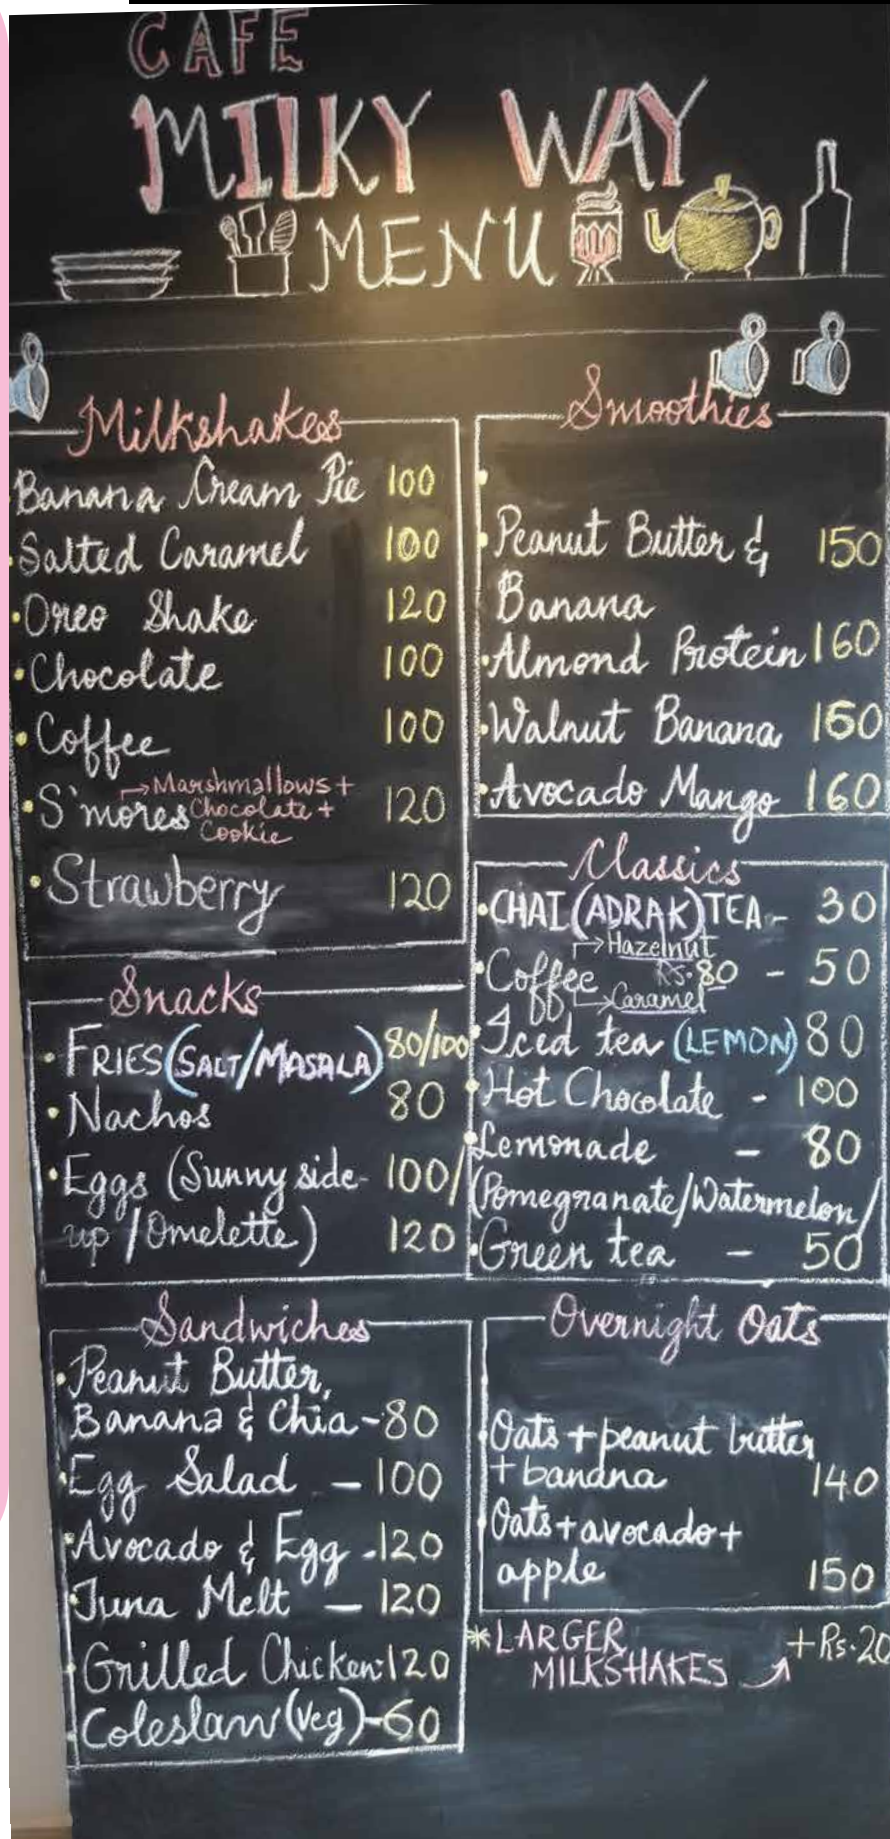 CAFE
MILKY WAY
MENU
Milkshakes
Banana Cream Pie 100
•Salted Caramel 100
•Oreo Shake 120
•Chocolate 100
•Coffee 100
→Marshmallows +
•S'mores Chocolate + 120
Cookie
•Strawberry 120
Smoothies
•
•Peanut Butter & 150
Banana
•Almond Protein 160
•Walnut Banana 160
•Avocado Mango 160
Classics
•CHAI (ADRAK) TEA - 30
→Hazelnut
•Coffee Rs.80 - 50
→Caramel
•Iced tea (LEMON) 80
•Hot Chocolate - 100
•Lemonade - 80
(Pomegranate/Watermelon/
•Green tea - 50
Snacks
•FRIES (SALT/MASALA) 80/100
•Nachos 80
•Eggs (Sunny side- 100/
up / Omelette) 120
Sandwiches
•Peanut Butter,
Banana & Chia - 80
•Egg Salad - 100
•Avocado & Egg - 120
•Tuna Melt - 120
•Grilled Chicken - 120
•Coleslaw (Veg) - 60
Overnight Oats
•Oats + peanut butter
+ banana 140
•Oats + avocado +
apple 150
*LARGER
MILKSHAKES → + Rs.20